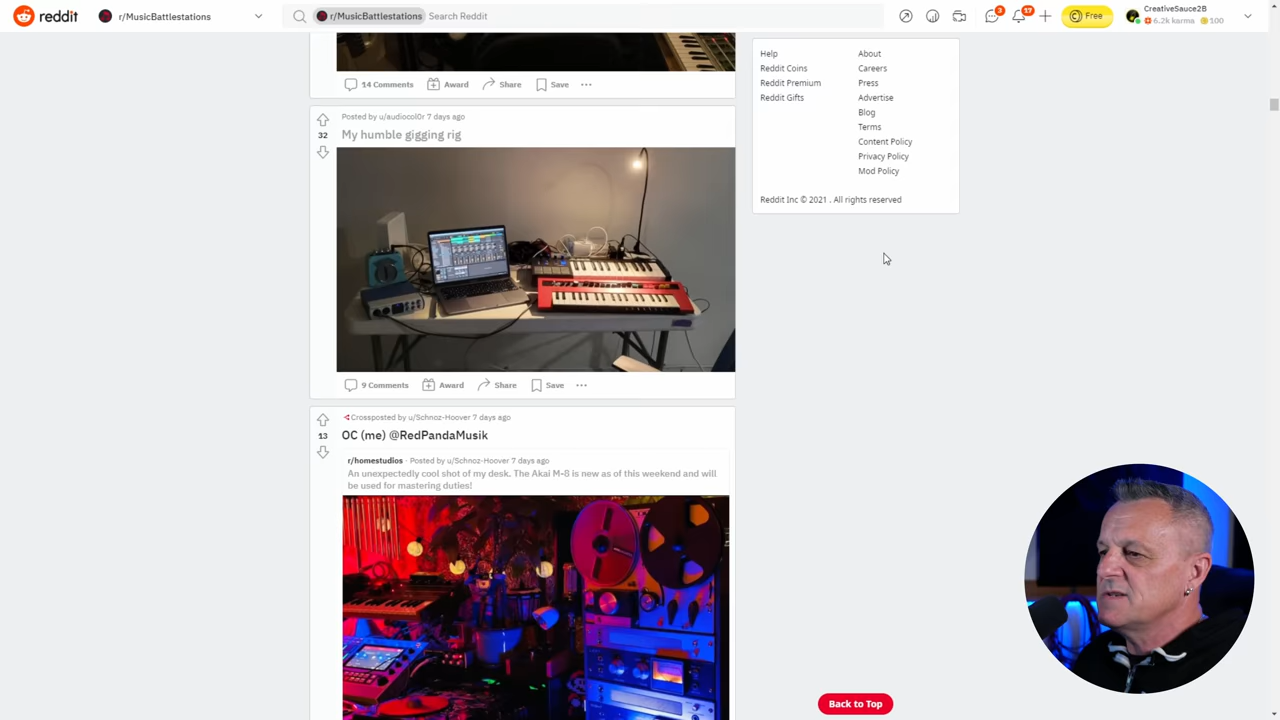 reddit
r/MusicBattlestations
r/MusicBattlestations
Search Reddit
3
17
Free
CreativeSauce2B
6.2k karma
100
14 Comments
Award
Share
Save
Posted by u/audiocol0r 7 days ago
32
My humble gigging rig
9 Comments
Award
Share
Save
Crossposted by u/Schnoz-Hoover 7 days ago
13
OC (me) @RedPandaMusik
r/homestudios · Posted by u/Schnoz-Hoover 7 days ago
An unexpectedly cool shot of my desk. The Akai M-8 is new as of this weekend and will
be used for mastering duties!
Help
Reddit Coins
Reddit Premium
Reddit Gifts
About
Careers
Press
Advertise
Blog
Terms
Content Policy
Privacy Policy
Mod Policy
Reddit Inc © 2021 . All rights reserved
Back to Top